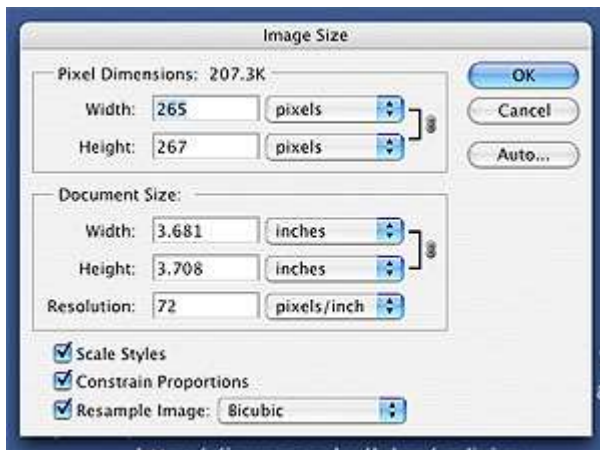 Image Size
Pixel Dimensions: 207.3K
OK
Width: 265 pixels
Cancel
Height: 267 pixels
Auto...
Document Size:
Width: 3.681 inches
Height: 3.708 inches
Resolution: 72 pixels/inch
Scale Styles
Constrain Proportions
Resample Image: Bicubic